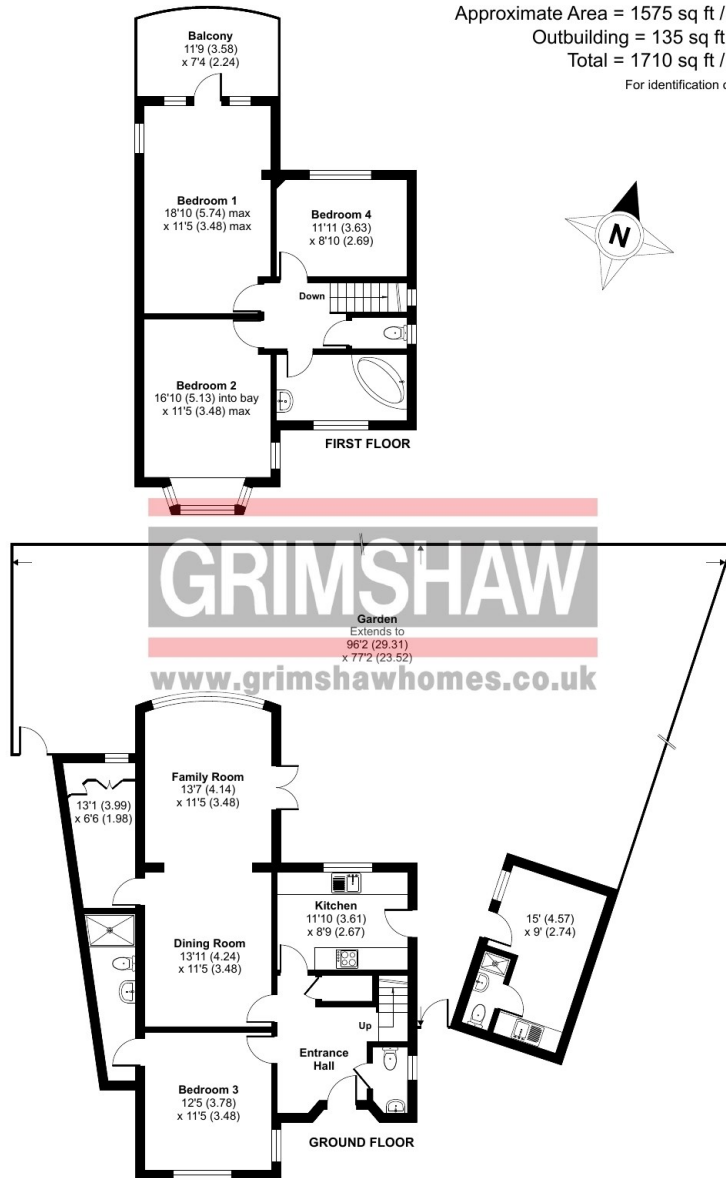 Approximate Area = 1575 sq ft /
Outbuilding = 135 sq ft
Total = 1710 sq ft /
For identification o
Balcony
11'9 (3.58)
x 7'4 (2.24)
Bedroom 1
18'10 (5.74) max
x 11'5 (3.48) max
Bedroom 4
11'11 (3.63)
x 8'10 (2.69)
N
Down
Bedroom 2
16'10 (5.13) into bay
x 11'5 (3.48) max
FIRST FLOOR
GRIMSHAW
Garden
Extends to
96'2 (29.31)
x 77'2 (23.52)
www.grimshawhomes.co.uk
Family Room
13'7 (4.14)
x 11'5 (3.48)
13'1 (3.99)
x 6'6 (1.98)
Kitchen
11'10 (3.61)
x 8'9 (2.67)
15' (4.57)
x 9' (2.74)
Dining Room
13'11 (4.24)
x 11'5 (3.48)
Up
Entrance
Hall
Bedroom 3
12'5 (3.78)
x 11'5 (3.48)
GROUND FLOOR